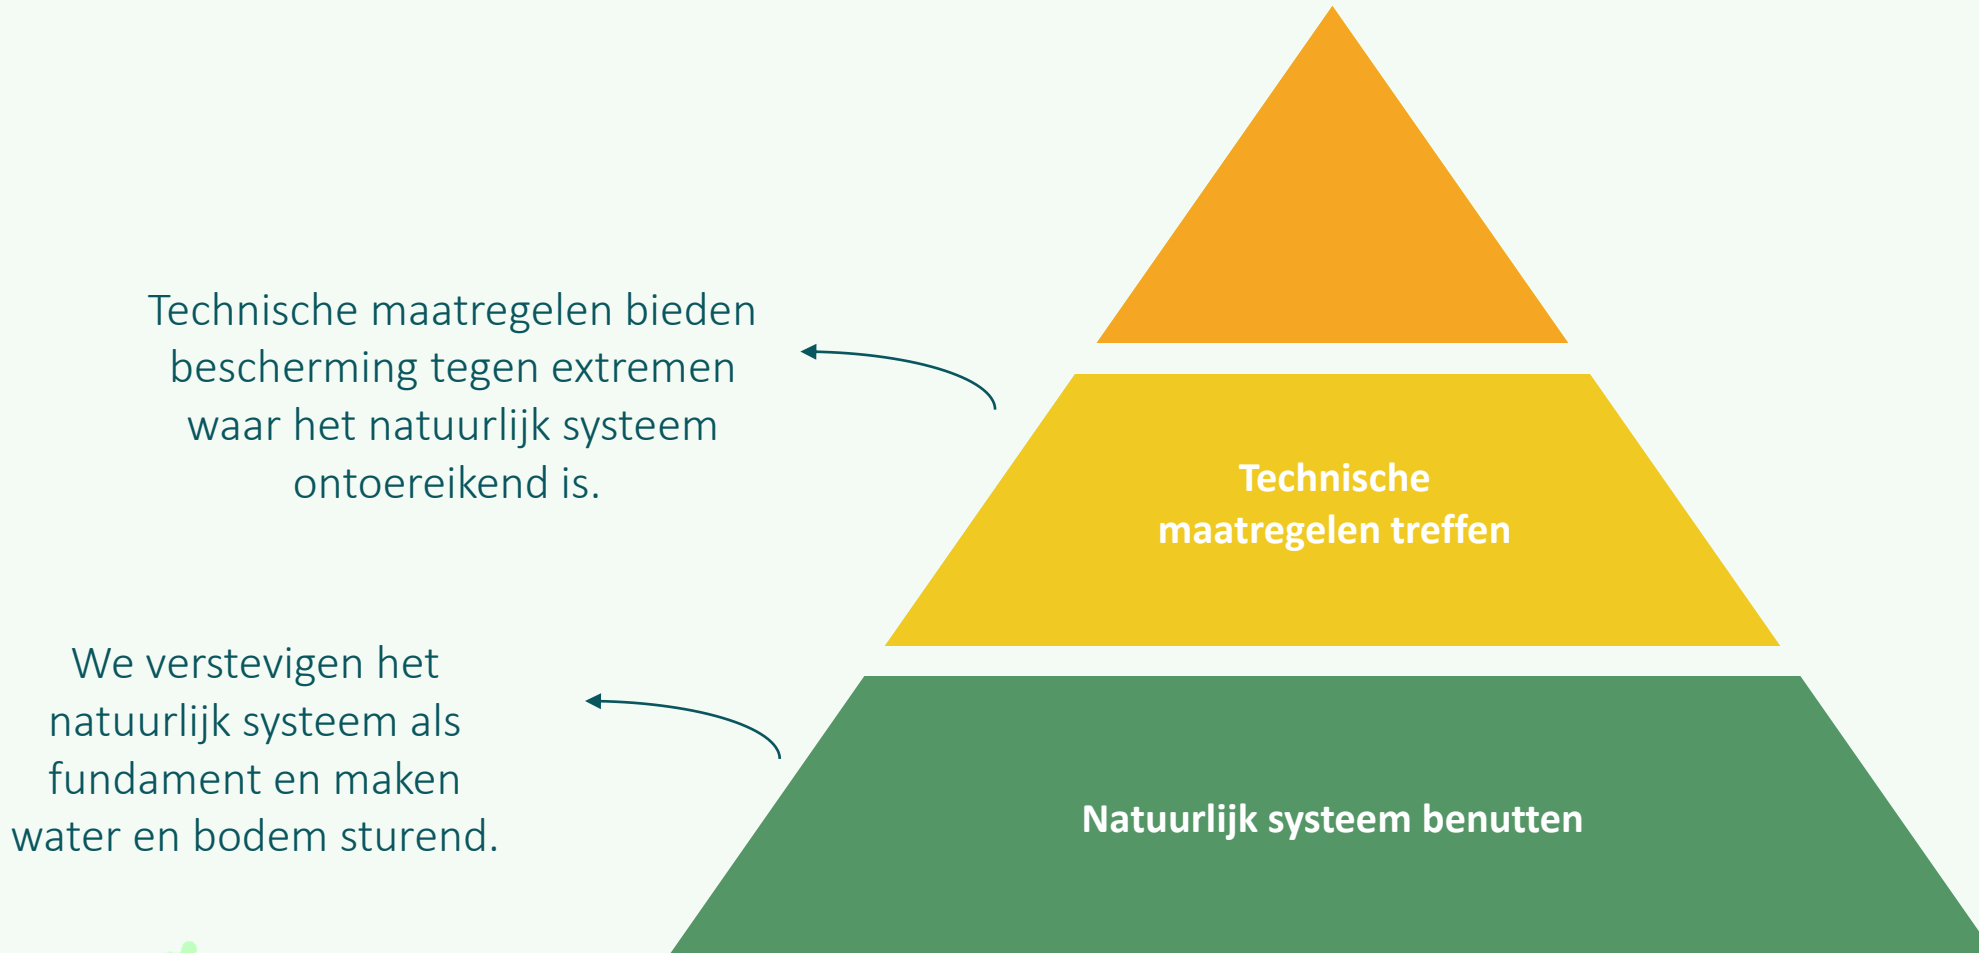 Technische maatregelen bieden
bescherming tegen extremen
waar het natuurlijk systeem
ontoereikend is.
Technische
maatregelen treffen
We verstevigen het
natuurlijk systeem als
fundament en maken
water en bodem sturend.
Natuurlijk systeem benutten